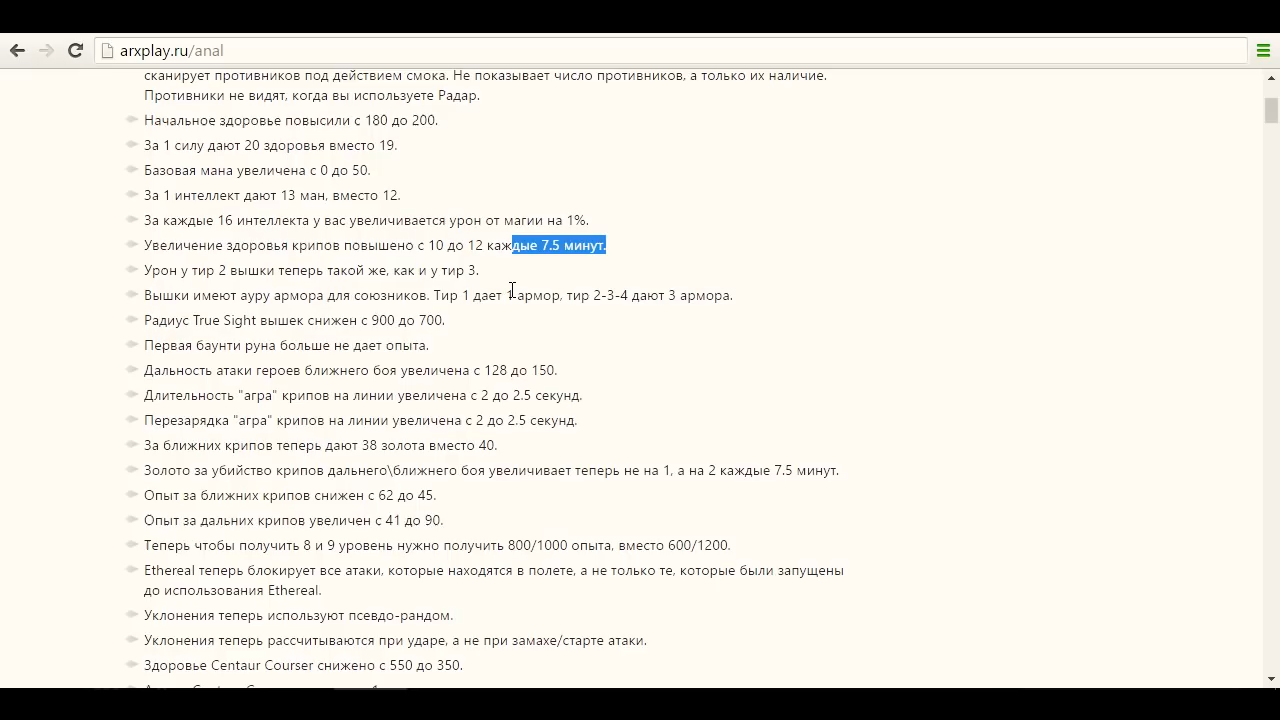 arxplay.ru/anal
сканирует противников под действием смока. Не показывает число противников, а только их наличие.
Противники не видят, когда вы используете Радар.
Начальное здоровье повысили с 180 до 200.
За 1 силу дают 20 здоровья вместо 19.
Базовая мана увеличена с 0 до 50.
За 1 интеллект дают 13 ман, вместо 12.
За каждые 16 интеллекта у вас увеличивается урон от магии на 1%.
Увеличение здоровья крипов повышено с 10 до 12 каждые 7.5 минут.
Урон у тир 2 вышки теперь такой же, как и у тир 3.
Вышки имеют ауру армора для союзников. Тир 1 дает 1 армор, тир 2-3-4 дают 3 армора.
Радиус True Sight вышек снижен с 900 до 700.
Первая баунти руна больше не дает опыта.
Дальность атаки героев ближнего боя увеличена с 128 до 150.
Длительность "агра" крипов на линии увеличена с 2 до 2.5 секунд.
Перезарядка "агра" крипов на линии увеличена с 2 до 2.5 секунд.
За ближних крипов теперь дают 38 золота вместо 40.
Золото за убийство крипов дальнего\ближнего боя увеличивает теперь не на 1, а на 2 каждые 7.5 минут.
Опыт за ближних крипов снижен с 62 до 45.
Опыт за дальних крипов увеличен с 41 до 90.
Теперь чтобы получить 8 и 9 уровень нужно получить 800/1000 опыта, вместо 600/1200.
Ethereal теперь блокирует все атаки, которые находятся в полете, а не только те, которые были запущены
до использования Ethereal.
Уклонения теперь используют псевдо-рандом.
Уклонения теперь рассчитываются при ударе, а не при замахе/старте атаки.
Здоровье Centaur Courser снижено с 550 до 350.